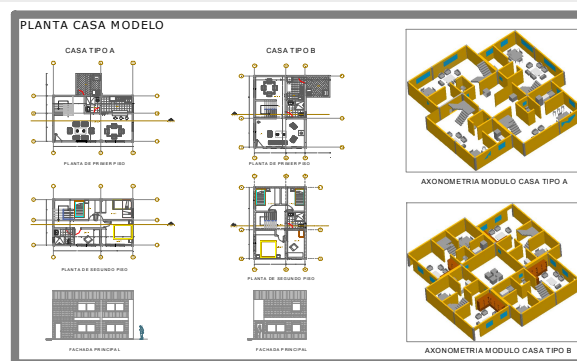 PLANTA CASA MODELO
CASA TIPO A
CASA TIPO B
PLANTA DE PRIMER PISO
PLANTA DE PRIMER PISO
AXONOMETRIA MODULO CASA TIPO A
PLANTA DE SEGUNDO PISO
PLANTA DE SEGUNDO PISO
FACHADA PRINCIPAL
FACHADA PRINCIPAL
AXONOMETRIA MODULO CASA TIPO B